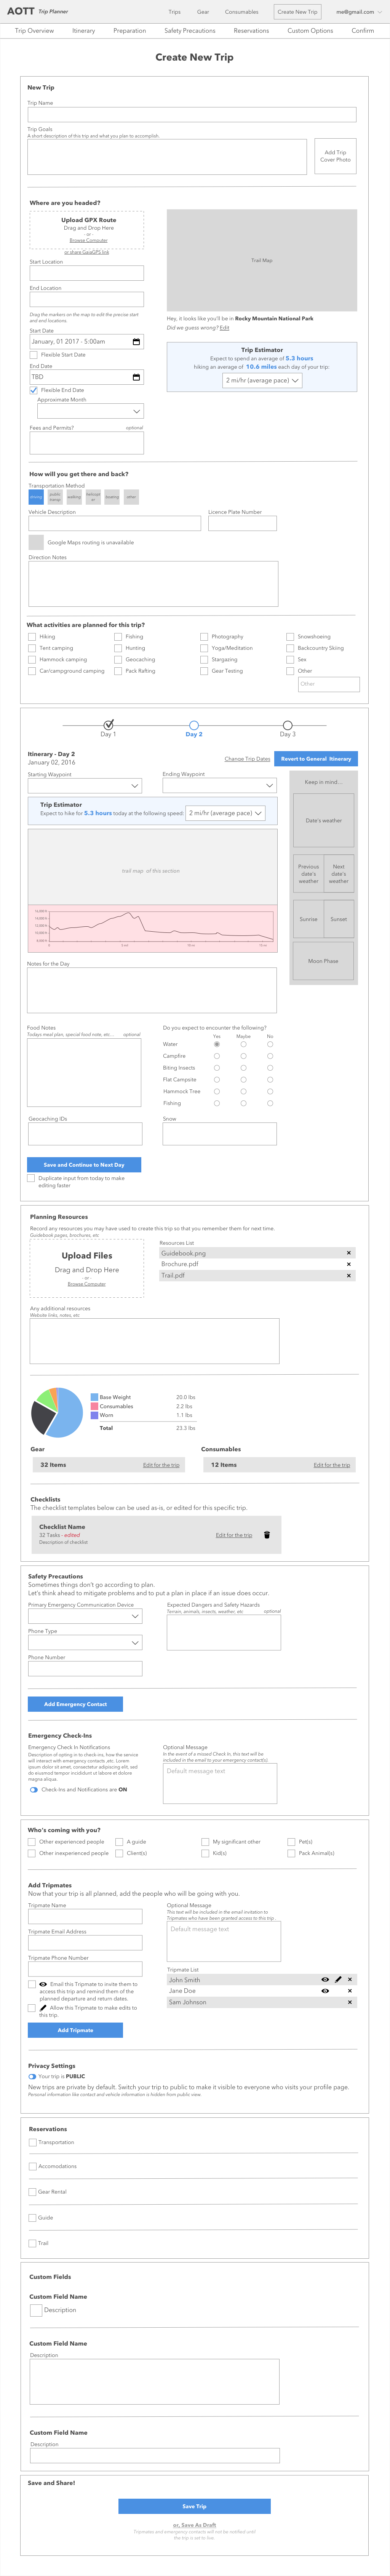 AOTT Trip Planner
Trips Gear Consumables Create New Trip me@gmail.com
Trip Overview Itinerary Preparation Safety Precautions Reservations Custom Options Confirm
Create New Trip
New Trip
Trip Name
Trip Goals
A short description of this trip and what you plan to accomplish.
Add Trip
Cover Photo
Where are you headed?
Upload GPX Route
Drag and Drop Here
- or -
Browse Computer
or share GaiaGPS link
Start Location
End Location
Drag the markers on the map to edit the precise start
and end locations.
Start Date
January, 01 2017 - 5:00am
Flexible Start Date
End Date
TBD
Flexible End Date
Approximate Month
Fees and Permits? optional
Trail Map
Hey, it looks like you'll be in Rocky Mountain National Park
Did we guess wrong? Edit
Trip Estimator
Expect to spend an average of 5.3 hours
hiking an average of 10.6 miles each day of your trip:
2 mi/hr (average pace)
How will you get there and back?
Transportation Method
driving
public
transp.
walking
boating
other
Vehicle Description
Licence Plate Number
Google Maps routing is unavailable
Direction Notes
What activities are planned for this trip?
Hiking Fishing Photography Snowshoeing
Tent camping Hunting Yoga/Meditation Backcountry Skiing
Hammock camping Geocaching Stargazing Sex
Car/campground camping Pack Rafting Gear Testing Other
Other
Day 1 Day 2 Day 3
Itinerary - Day 2
January 02, 2016
Change Trip Dates
Revert to General Itinerary
Starting Waypoint
Ending Waypoint
Trip Estimator
Expect to hike for 5.3 hours today at the following speed:
2 mi/hr (average pace)
trail map of this section
Keep in mind...
Date's weather
Previous
date's
weather
Next
date's
weather
Sunrise Sunset
Moon Phase
Notes for the Day
Food Notes
Todays meal plan, special food note, etc... optional
Do you expect to encounter the following?
Yes Maybe No
Water
Campfire
Biting Insects
Flat Campsite
Hammock Tree
Fishing
Geocaching IDs
Snow
Save and Continue to Next Day
Duplicate input from today to make
editing faster
Planning Resources
Record any resources you may have used to create this trip so that you remember them for next time.
Guidebook pages, brochures, etc
Upload Files
Drag and Drop Here
- or -
Browse Computer
Resources List
Guidebook.png
Brochure.pdf
Trail.pdf
Any additional resources
Website links, notes, etc
Base Weight 20.0 lbs
Consumables 2.2 lbs
Worn 1.1 lbs
Total 23.3 lbs
Gear
32 Items Edit for the trip
Consumables
12 Items Edit for the trip
Checklists
The checklist templates below can be used as-is, or edited for this specific trip.
Checklist Name
32 Tasks - edited
Description of checklist
Edit for the trip
Safety Precautions
Sometimes things don't go according to plan.
Let's think ahead to mitigate problems and to put a plan in place if an issue does occur.
Primary Emergency Communication Device
Phone Type
Phone Number
Expected Dangers and Safety Hazards
Terrain, animals, insects, weather, etc optional
Add Emergency Contact
Emergency Check-Ins
Emergency Check In Notifications
Description of opting in to check-ins, how the service
will interact with emergency contacts ,etc. Lorem
ipsum dolor sit amet, consectetur adipisicing elit, sed
do eiusmod tempor incididunt ut labore et dolore
magna aliqua.
Check-Ins and Notifications are ON
Optional Message
In the event of a missed Check In, this text will be
included in the email to your emergency contact(s).
Default message text
Who's coming with you?
Other experienced people A guide My significant other Pet(s)
Other inexperienced people Client(s) Kid(s) Pack Animal(s)
Add Tripmates
Now that your trip is all planned, add the people who will be going with you.
Tripmate Name
Tripmate Email Address
Tripmate Phone Number
Email this Tripmate to invite them to
access this trip and remind them of the
planned departure and return dates.
Allow this Tripmate to make edits to
this trip.
Add Tripmate
Optional Message
This text will be included in the email invitation to
Tripmates who have been granted access to this trip.
Default message text
Tripmate List
John Smith
Jane Doe
Sam Johnson
Privacy Settings
Your trip is PUBLIC
New trips are private by default. Switch your trip to public to make it visible to everyone who visits your profile page.
Personal information like contact and vehicle information is hidden from public view.
Reservations
Transportation
Accomodations
Gear Rental
Guide
Trail
Custom Fields
Custom Field Name
Description
Custom Field Name
Description
Custom Field Name
Description
Save and Share!
Save Trip
or, Save As Draft
Tripmates and emergency contacts will not be notified until
the trip is set to live.